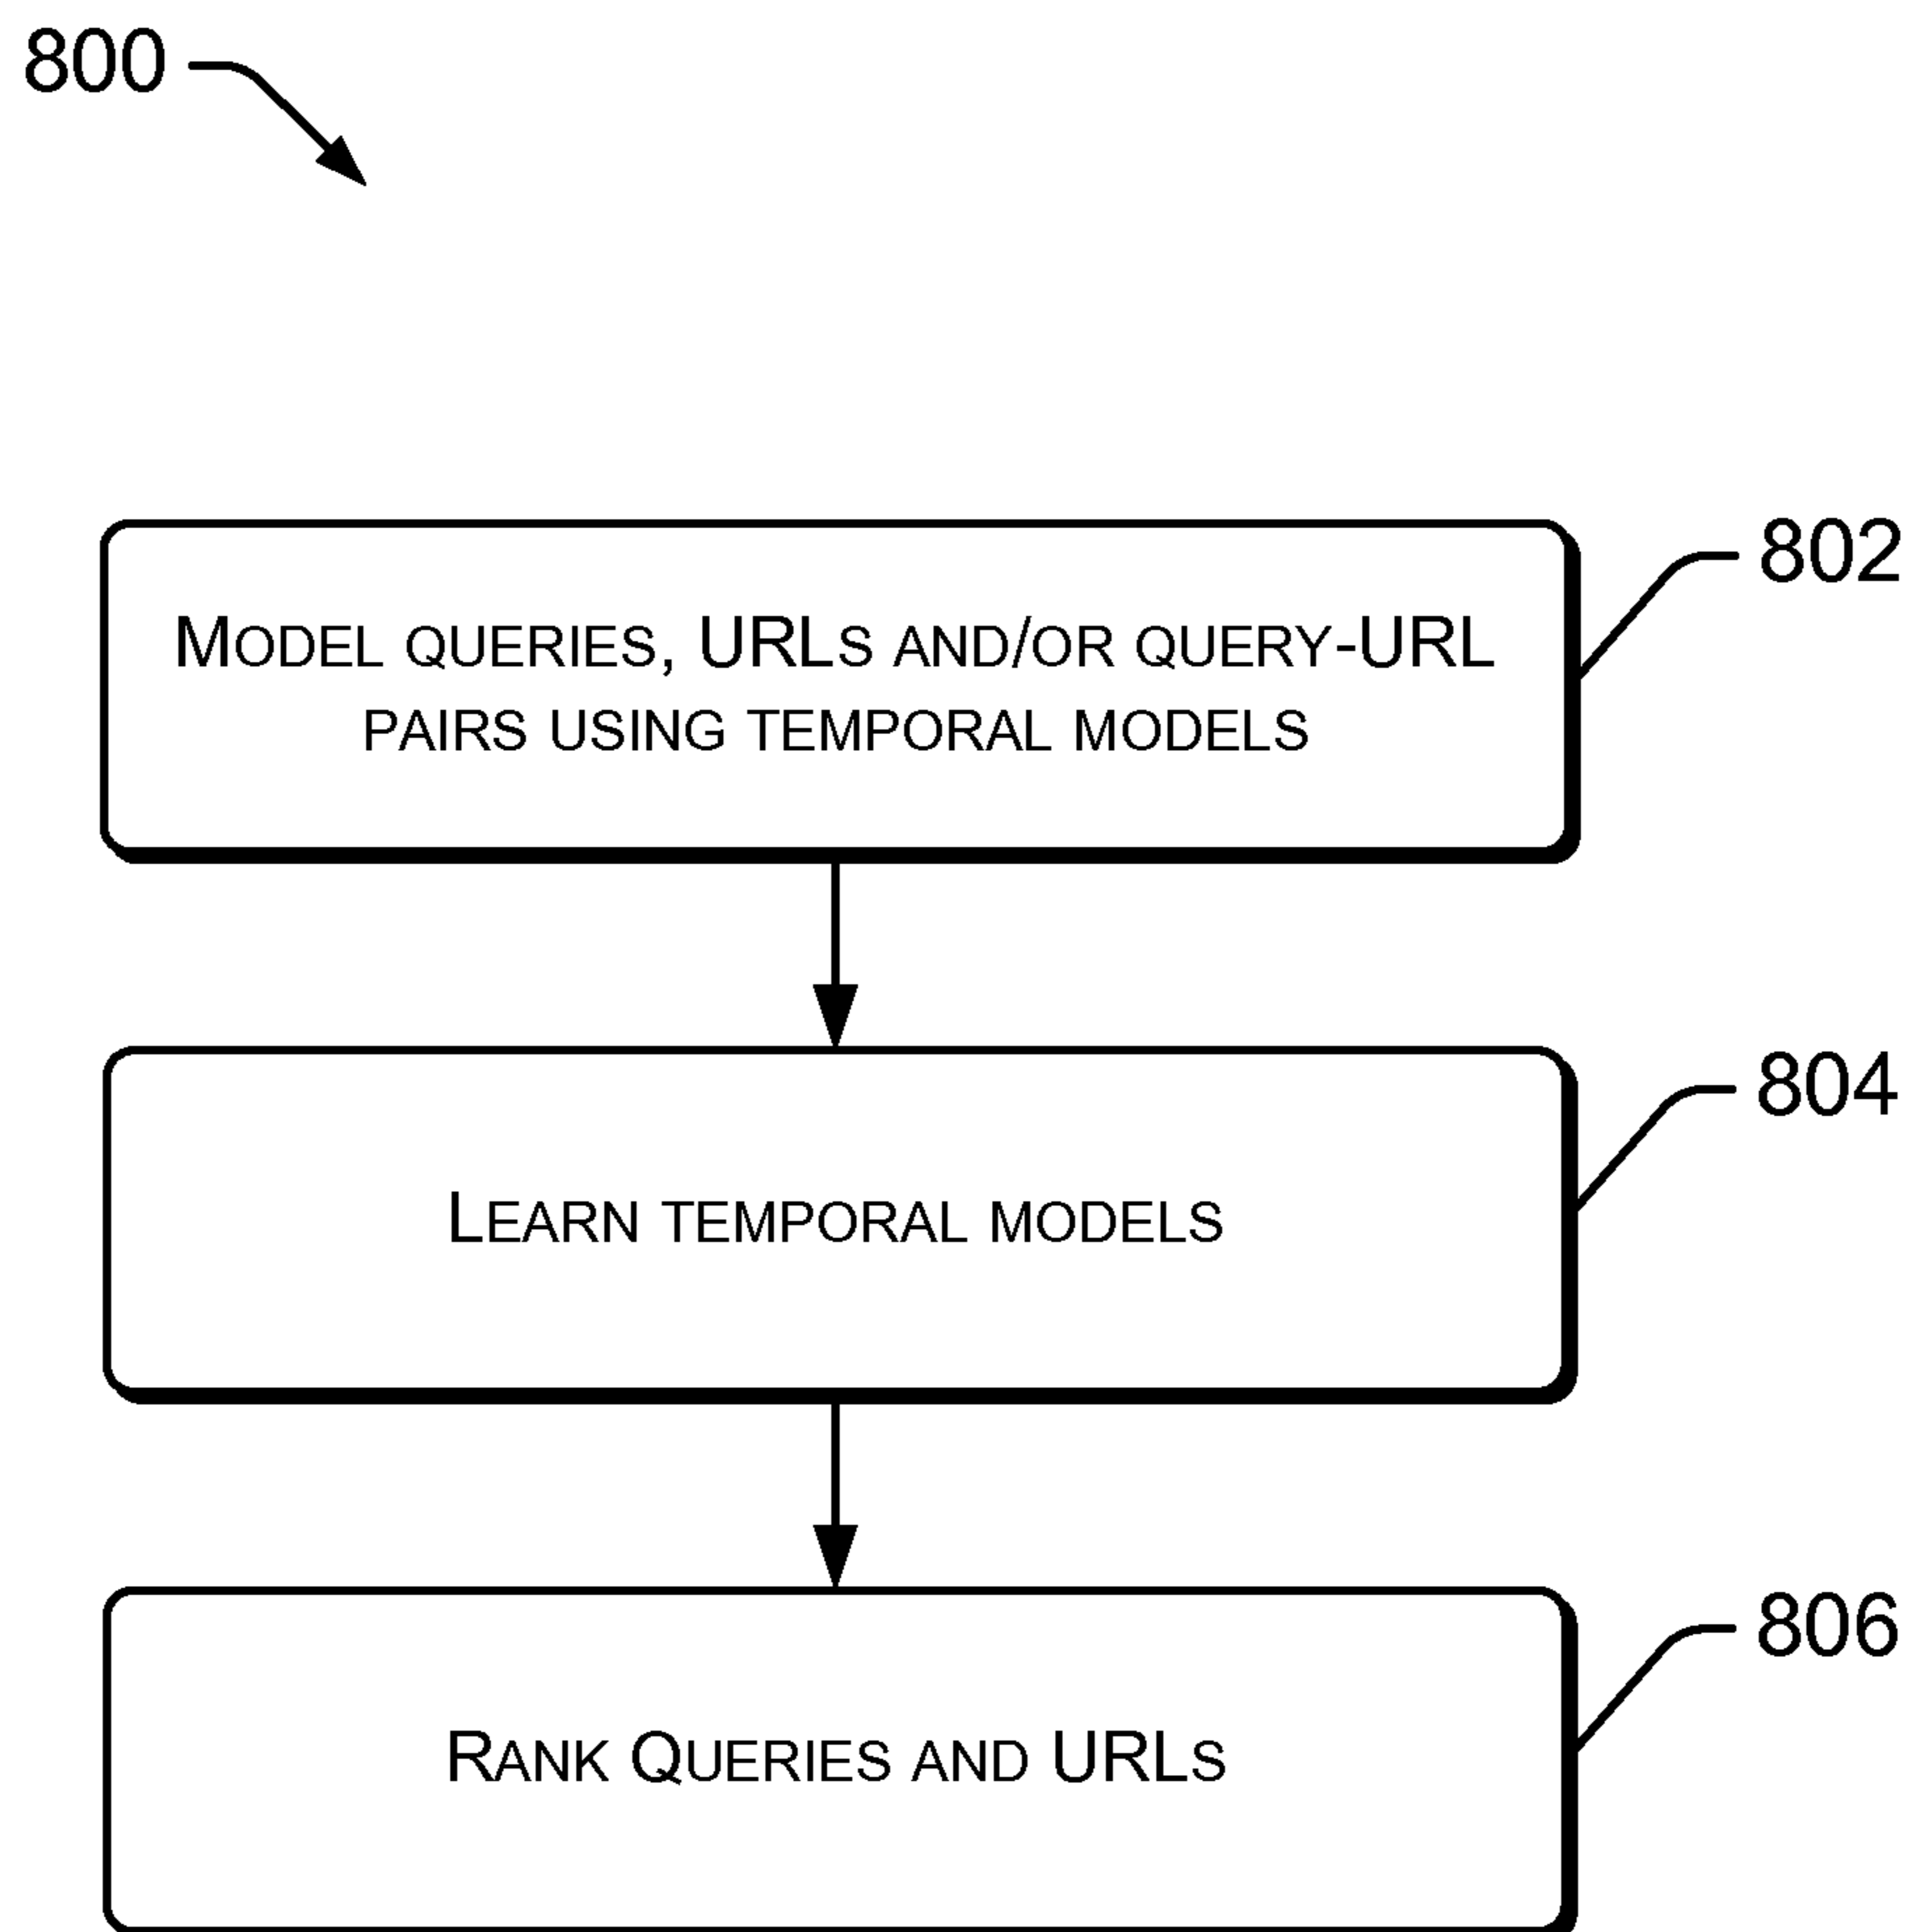 800
802
Model queries, URLs and/or query-URL
pairs using temporal models
804
Learn temporal models
806
Rank Queries and URLs